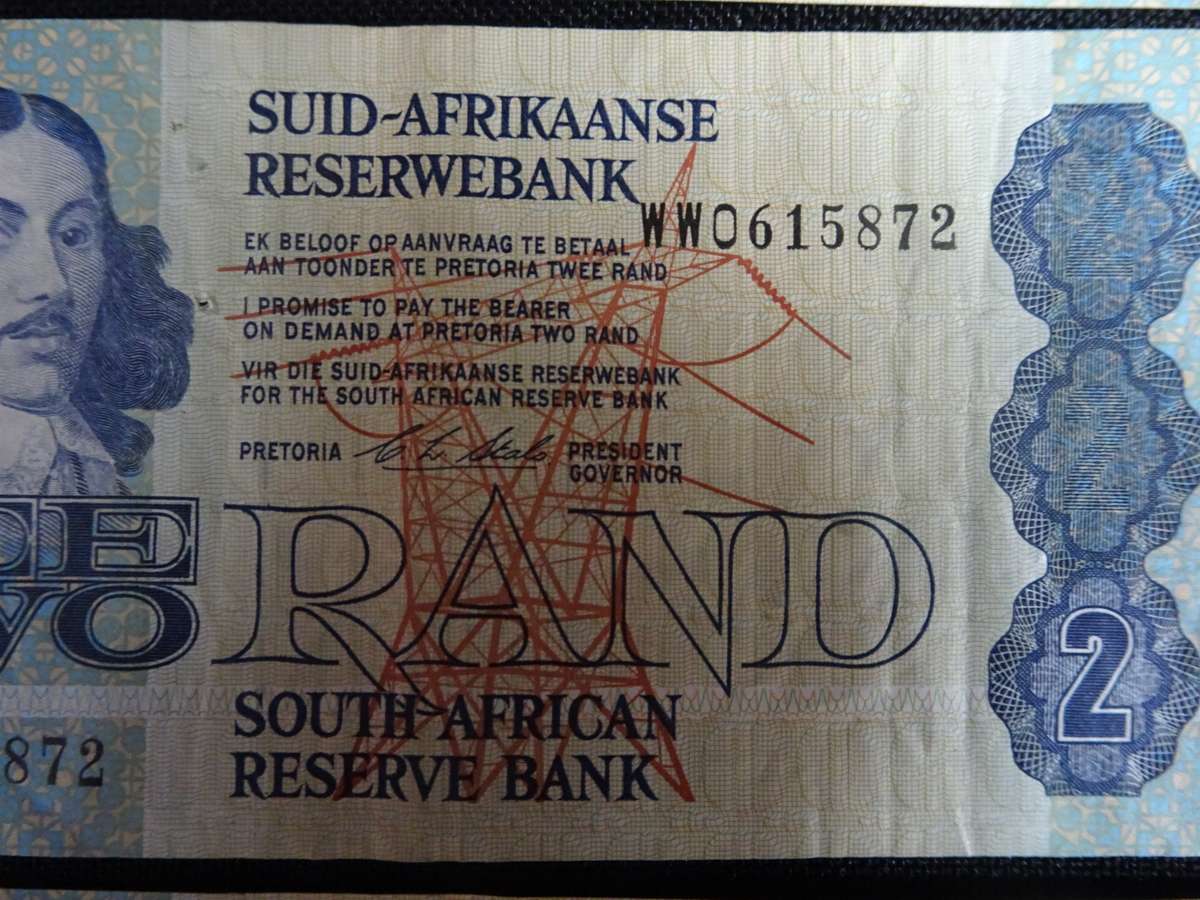 SUID-AFRIKAANSE
RESERWEBANK
WW0615872
EK BELOOF OP AANVRAAG TE BETAAL
AAN TOONDER TE PRETORIA TWEE RAND
I PROMISE TO PAY THE BEARER
ON DEMAND AT PRETORIA TWO RAND
VIR DIE SUID-AFRIKAANSE RESERWEBANK
FOR THE SOUTH AFRICAN RESERVE BANK
PRETORIA PRESIDENT
GOVERNOR
EE
WO
RAND
2
SOUTH AFRICAN
RESERVE BANK
872